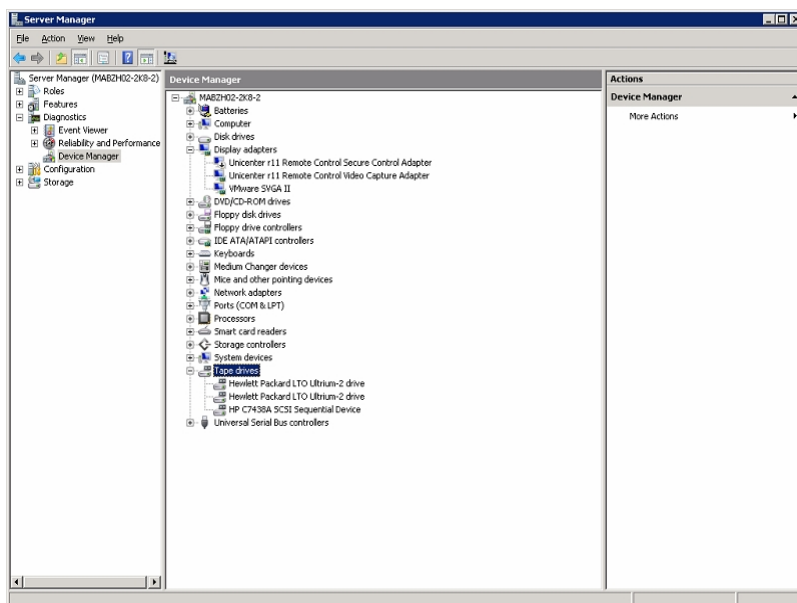 Server Manager
File Action View Help
Server Manager (MABZH02-2K8-2)
Roles
Features
Diagnostics
Event Viewer
Reliability and Performance
Device Manager
Configuration
Storage
Device Manager
MABZH02-2K8-2
Batteries
Computer
Disk drives
Display adapters
Unicenter r11 Remote Control Secure Control Adapter
Unicenter r11 Remote Control Video Capture Adapter
VMware SVGA II
DVD/CD-ROM drives
Floppy disk drives
Floppy drive controllers
IDE ATA/ATAPI controllers
Keyboards
Medium Changer devices
Mice and other pointing devices
Network adapters
Ports (COM & LPT)
Processors
Smart card readers
Storage controllers
System devices
Tape drives
Hewlett Packard LTO Ultrium-2 drive
Hewlett Packard LTO Ultrium-2 drive
HP C7438A SCSI Sequential Device
Universal Serial Bus controllers
Actions
Device Manager
More Actions